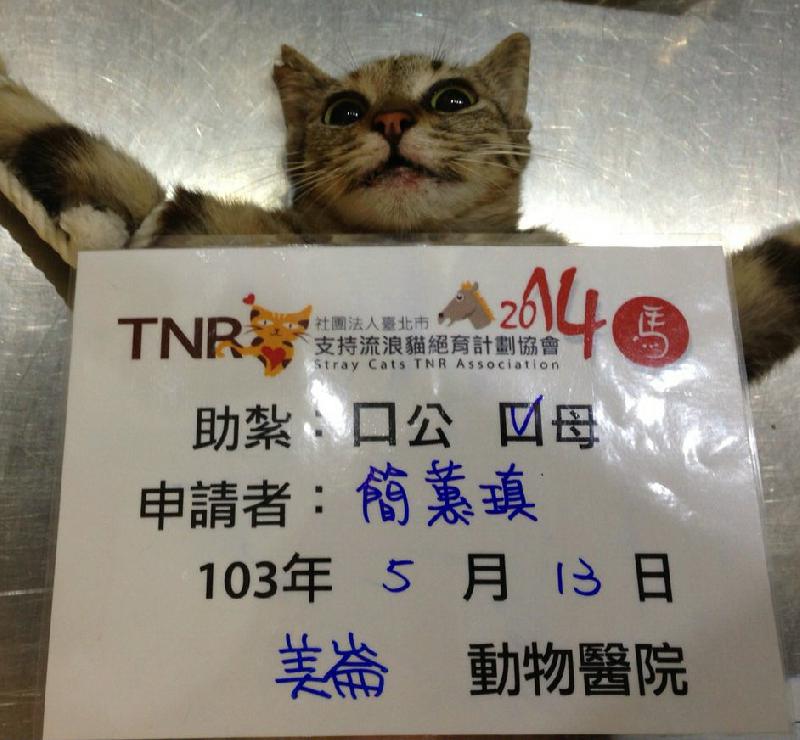 TNR 社團法人臺北市 2014 馬
支持流浪貓絕育計劃協會
Stray Cats TNR Association
助紮：口公 口母
申請者：簡蕙瑱
103年 5 月 13 日
美崙 動物醫院